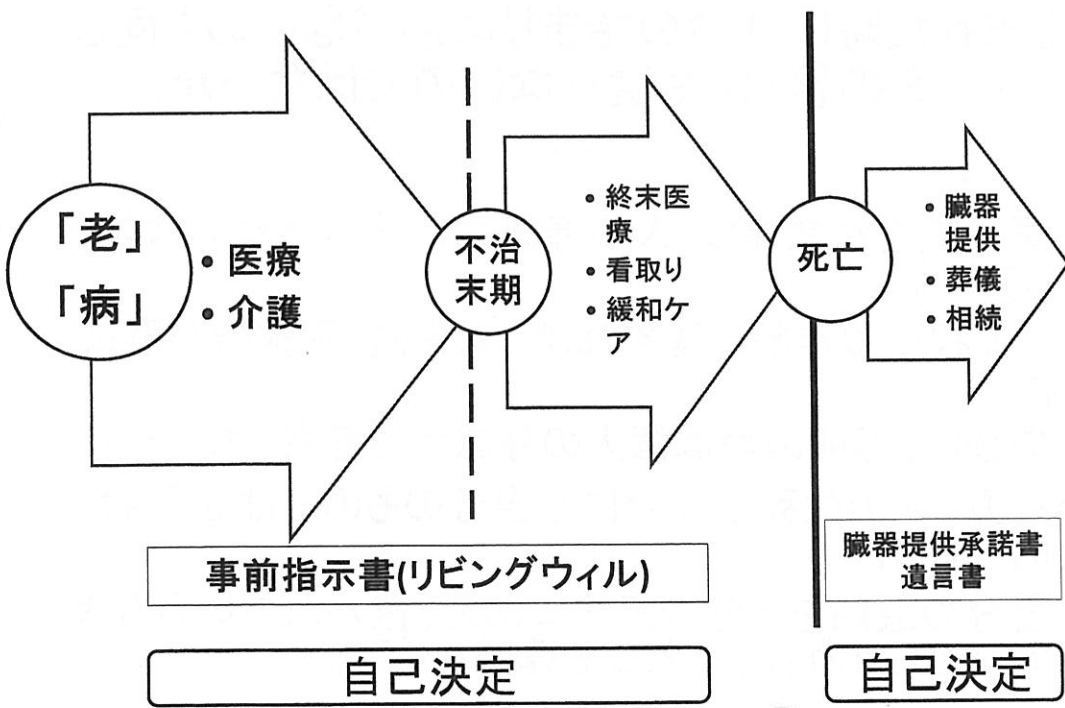 「老」
「病」
• 医療
• 介護
不治
末期
• 終末医
療
• 看取り
• 緩和ケ
ア
死亡
• 臓器
提供
• 葬儀
• 相続
事前指示書(リビングウィル)
臓器提供承諾書
遺言書
自己決定
自己決定